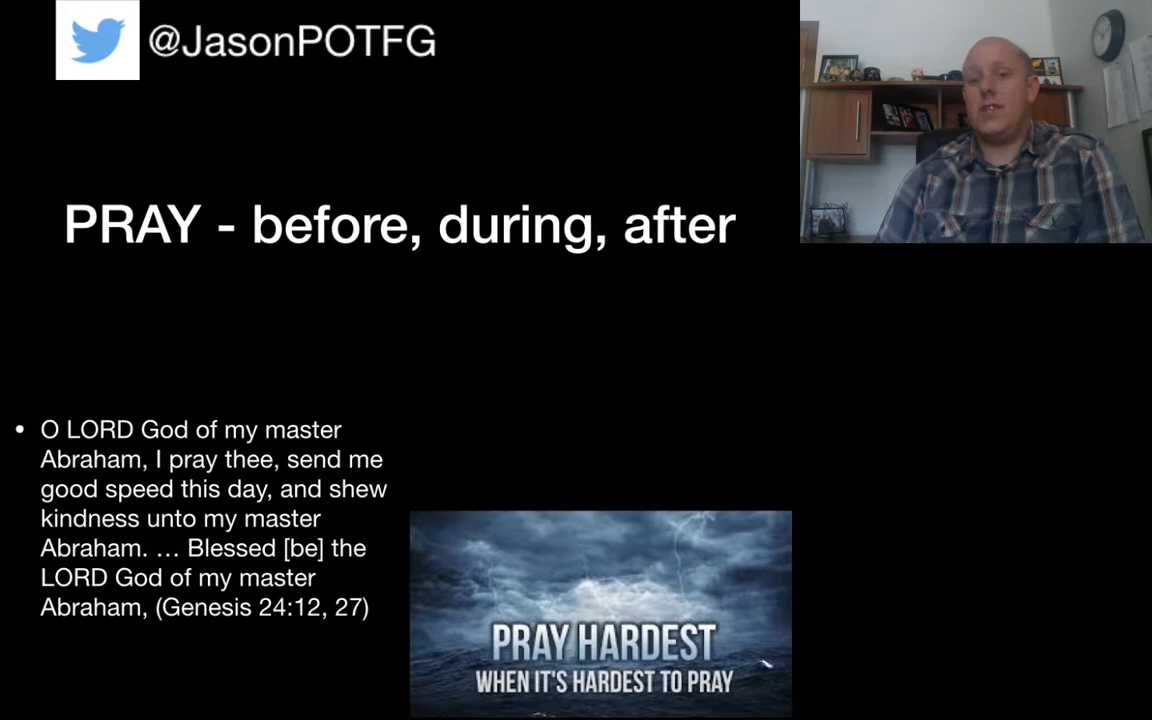 @JasonPOTFG
PRAY - before, during, after
• O LORD God of my master
Abraham, I pray thee, send me
good speed this day, and shew
kindness unto my master
Abraham. … Blessed [be] the
LORD God of my master
Abraham, (Genesis 24:12, 27)
PRAY HARDEST
WHEN IT'S HARDEST TO PRAY